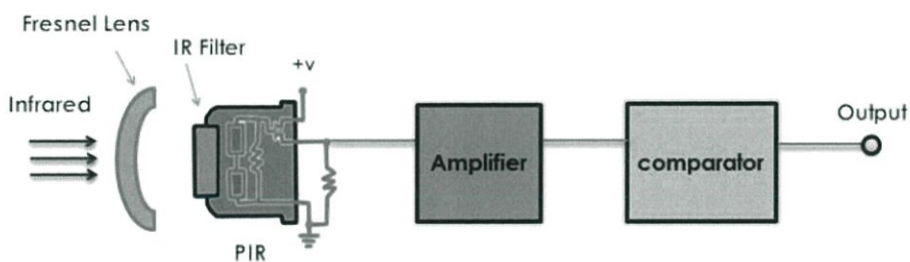 Fresnel Lens
IR Filter
+v
Infrared
Output
Amplifier
comparator
PIR